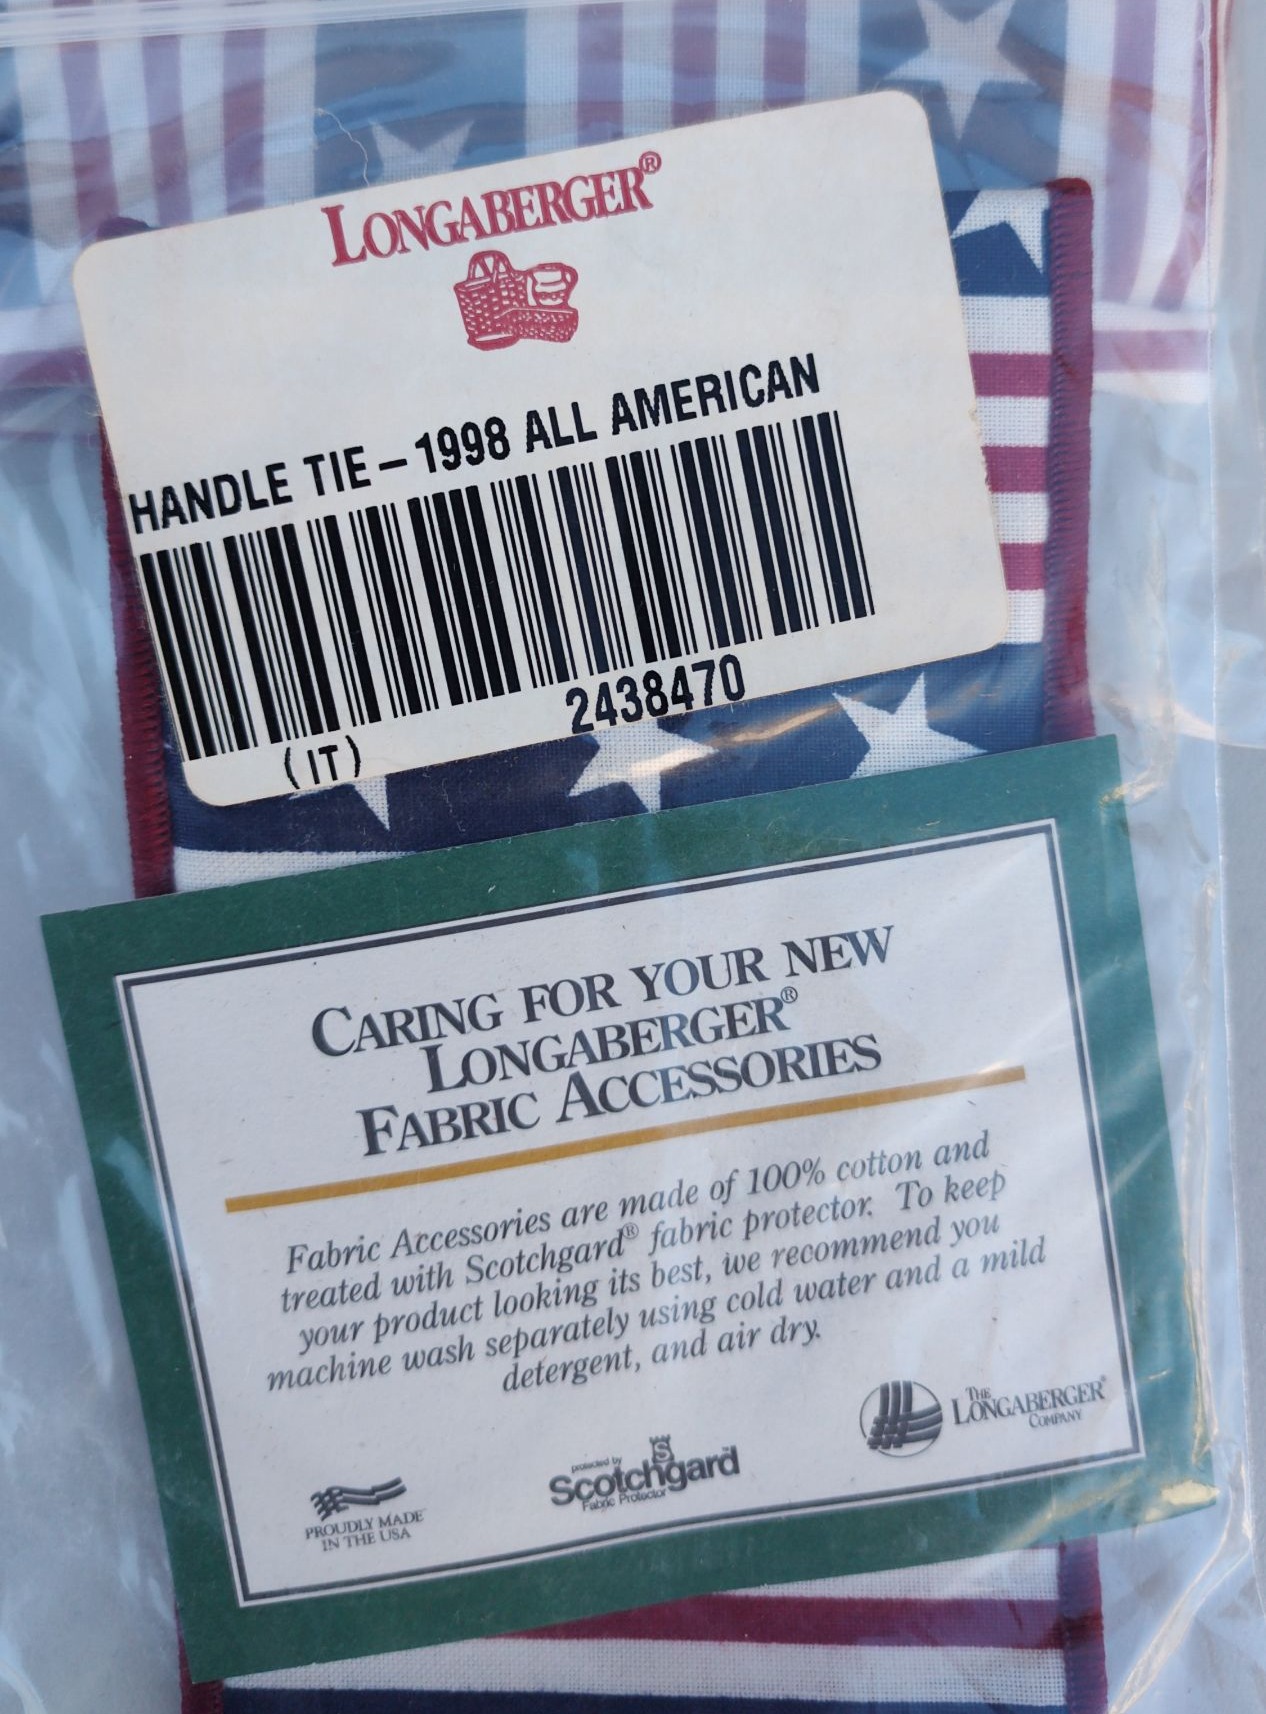 LONGABERGER®
HANDLE TIE – 1998 ALL AMERICAN
2438470
(IT)
CARING FOR YOUR NEW
LONGABERGER®
FABRIC ACCESSORIES
Fabric Accessories are made of 100% cotton and
treated with Scotchgard® fabric protector. To keep
your product looking its best, we recommend you
machine wash separately using cold water and a mild
detergent, and air dry.
PROUDLY MADE
IN THE USA
protected by
S
Scotchgard™
Fabric Protector
THE
LONGABERGER®
COMPANY